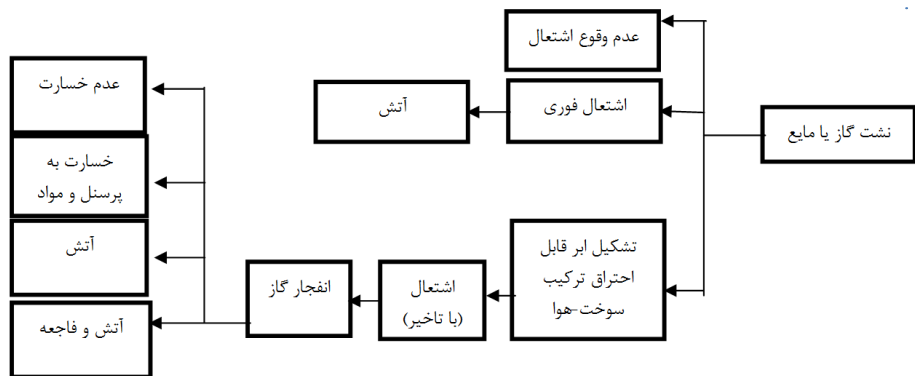 نشت گاز یا مایع
عدم وقوع اشتعال
اشتعال فوری
آتش
تشکیل ابر قابل
احتراق ترکیب
سوخت-هوا
اشتعال
(با تاخیر)
انفجار گاز
عدم خسارت
خسارت به
پرسنل و مواد
آتش
آتش و فاجعه